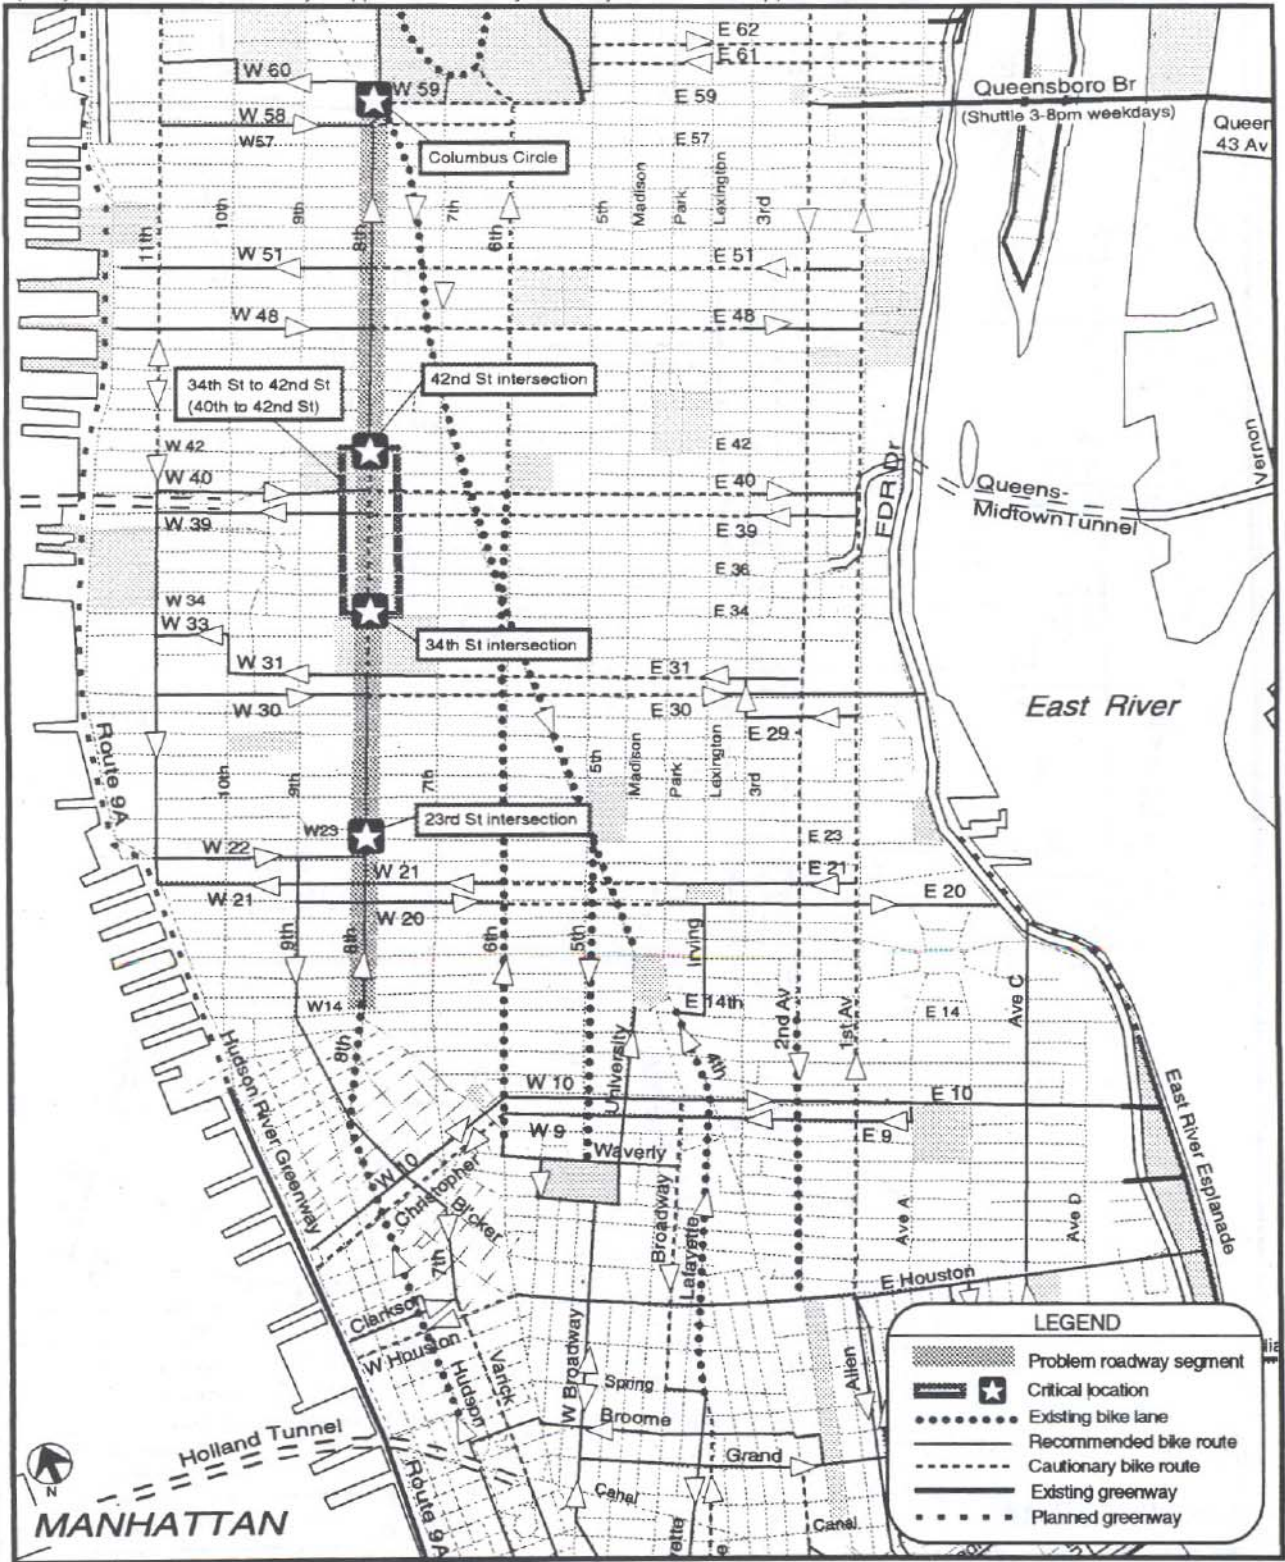 E 62
E 61
W 60
W 59
E 59
Queensboro Br
(Shuttle 3-8pm weekdays)
Queen
43 Av
W 58
W57
E 57
Columbus Circle
11th
10th
9th
8th
7th
6th
5th
Madison
Park
Lexington
3rd
W 51
E 51
W 48
E 48
34th St to 42nd St
(40th to 42nd St)
42nd St intersection
W 42
E 42
W 40
E 40
W 39
E 39
FDR Dr
Queens-
Midtown Tunnel
Vernon
E 36
W 34
E 34
W 33
34th St intersection
W 31
E 31
W 30
E 30
E 29
East River
Route 9A
10th
9th
7th
5th
Madison
Park
Lexington
3rd
23rd St intersection
W23
E 23
W 22
W 21
E 21
W 21
E 20
W 20
9th
8th
6th
5th
Irving
W14
E 14th
E 14
8th
University
4th
2nd Av
1st Av
Ave C
Hudson River Greenway
W 10
E 10
W 9
E 9
Waverly
W 10
Christopher
Bl'cker
7th
Broadway
Lafayette
Ave A
Ave D
East River Esplanade
E Houston
Clarkson
W Houston
Hudson
Varick
W Broadway
Spring
Broome
Grand
Canal
Allen
Canal
Holland Tunnel
Route 9A
N
MANHATTAN
LEGEND
Problem roadway segment
Critical location
Existing bike lane
Recommended bike route
Cautionary bike route
Existing greenway
Planned greenway